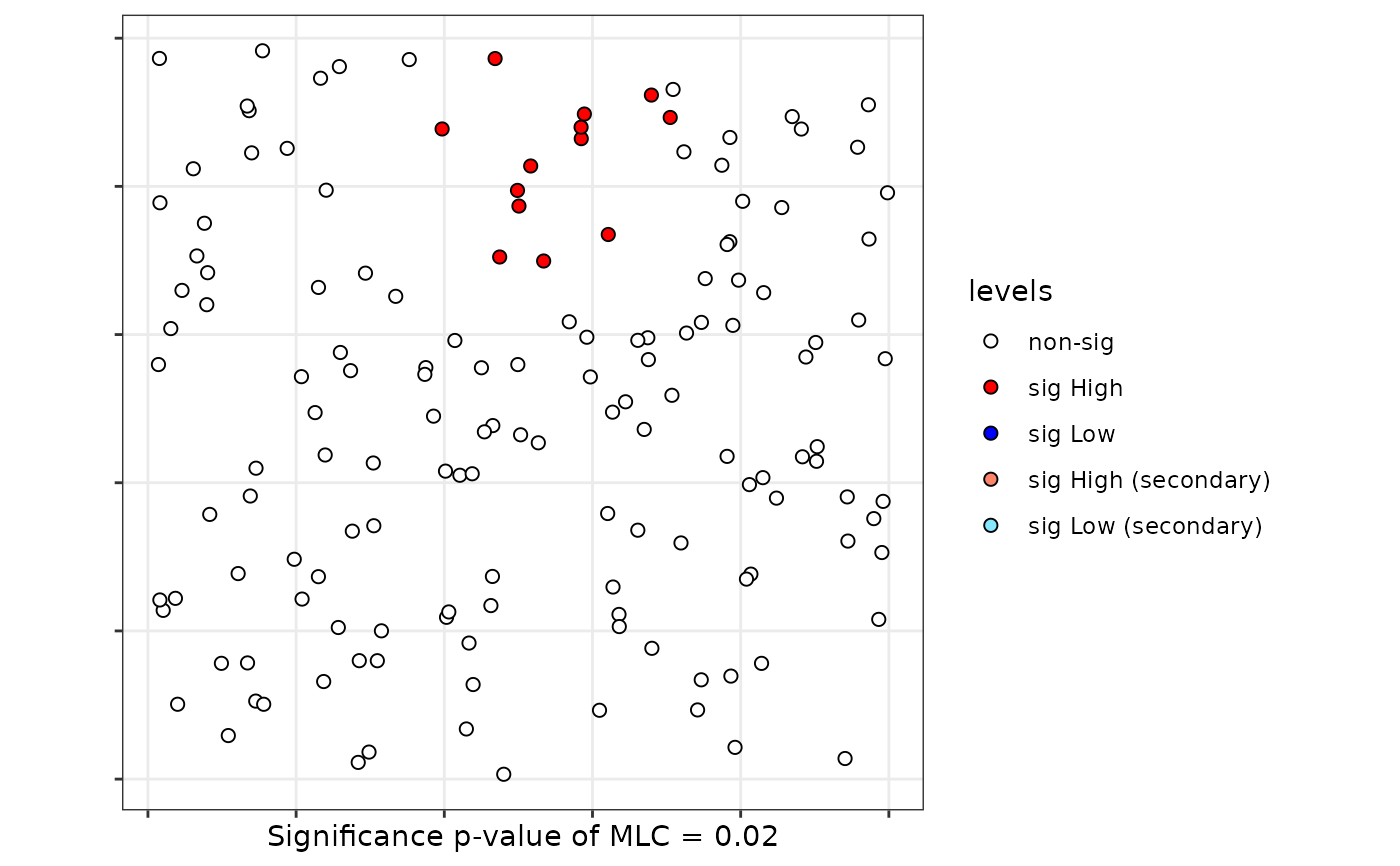 levels
non-sig
sig High
sig Low
sig High (secondary)
sig Low (secondary)
Significance p-value of MLC = 0.02